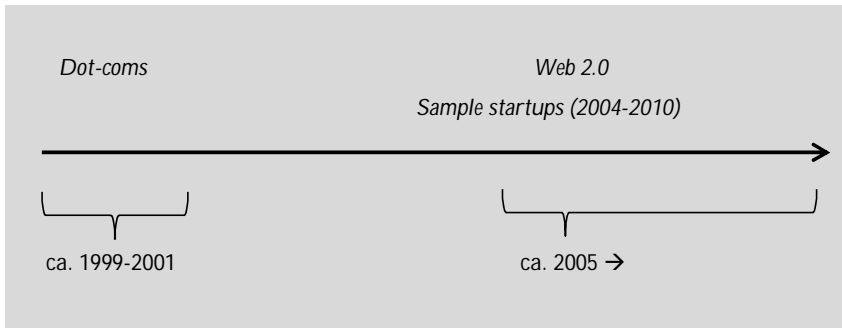 Dot-coms
Web 2.0
Sample startups (2004-2010)
ca. 1999-2001
ca. 2005 →